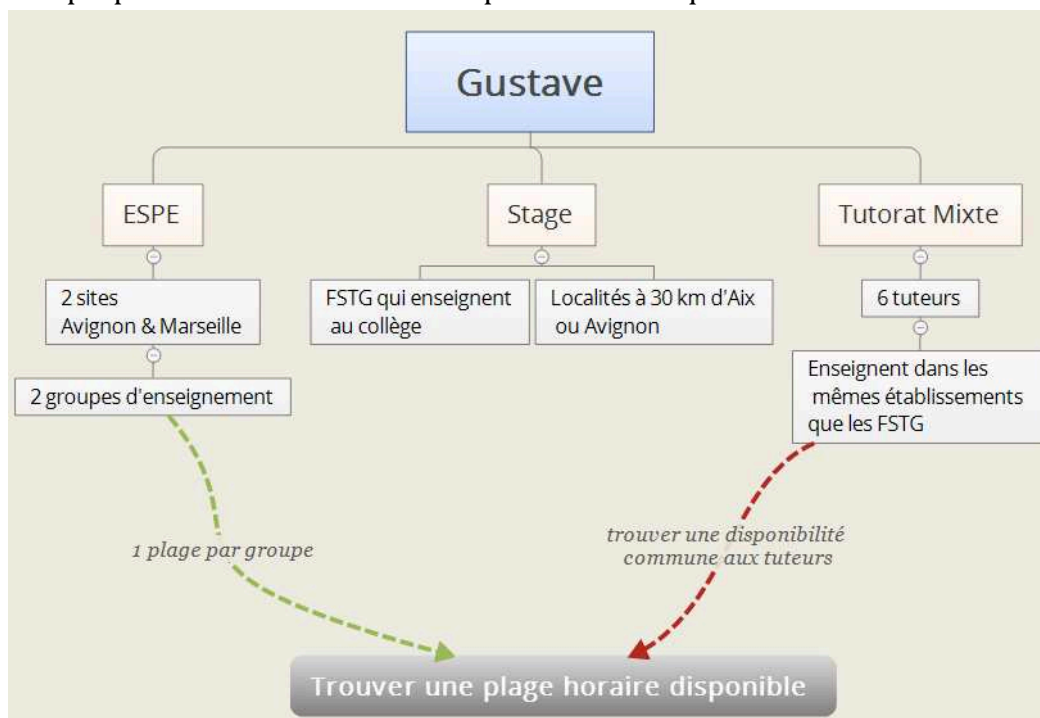 Gustave
ESPE
Stage
Tutorat Mixte
2 sites
Avignon & Marseille
FSTG qui enseignent
au collège
Localités à 30 km d'Aix
ou Avignon
6 tuteurs
2 groupes d'enseignement
Enseignent dans les
mêmes établissements
que les FSTG
1 plage par groupe
trouver une disponibilité
commune aux tuteurs
Trouver une plage horaire disponible